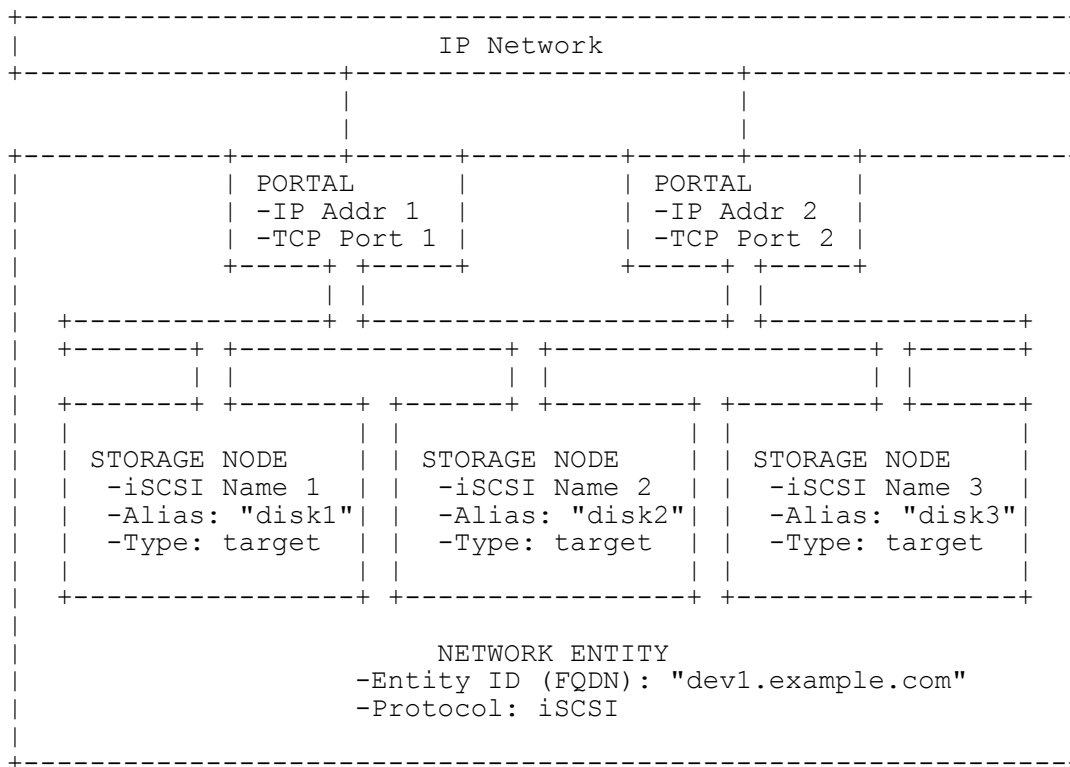 IP Network
PORTAL PORTAL
-IP Addr 1 -IP Addr 2
-TCP Port 1 -TCP Port 2
STORAGE NODE STORAGE NODE STORAGE NODE
-iSCSI Name 1 -iSCSI Name 2 -iSCSI Name 3
-Alias: "disk1" -Alias: "disk2" -Alias: "disk3"
-Type: target -Type: target -Type: target
NETWORK ENTITY
-Entity ID (FQDN): "dev1.example.com"
-Protocol: iSCSI